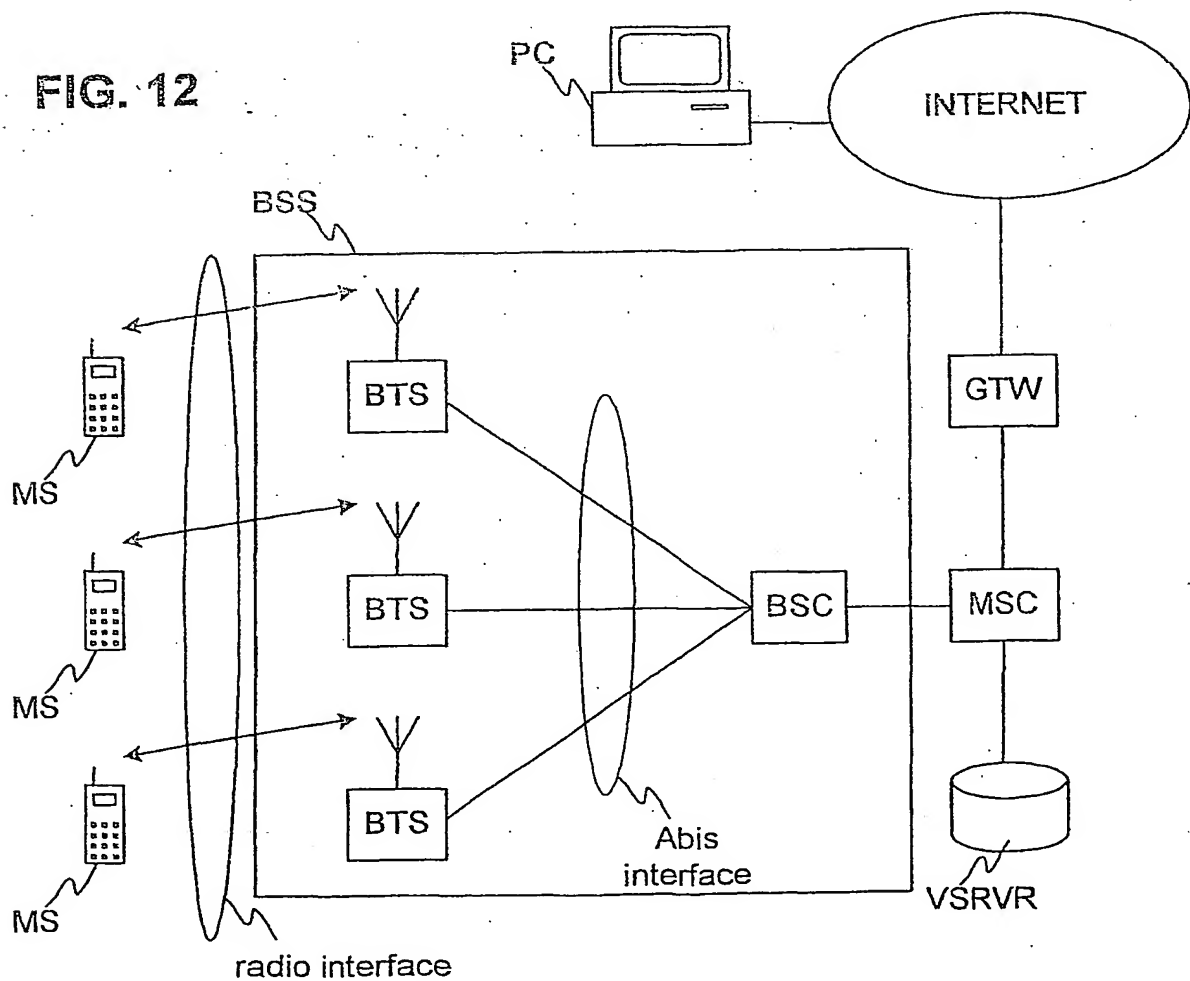 FIG. 12
PC
INTERNET
BSS
BTS
GTW
MS
BTS
BSC
MSC
MS
BTS
Abis
interface
VSRVR
MS
radio interface